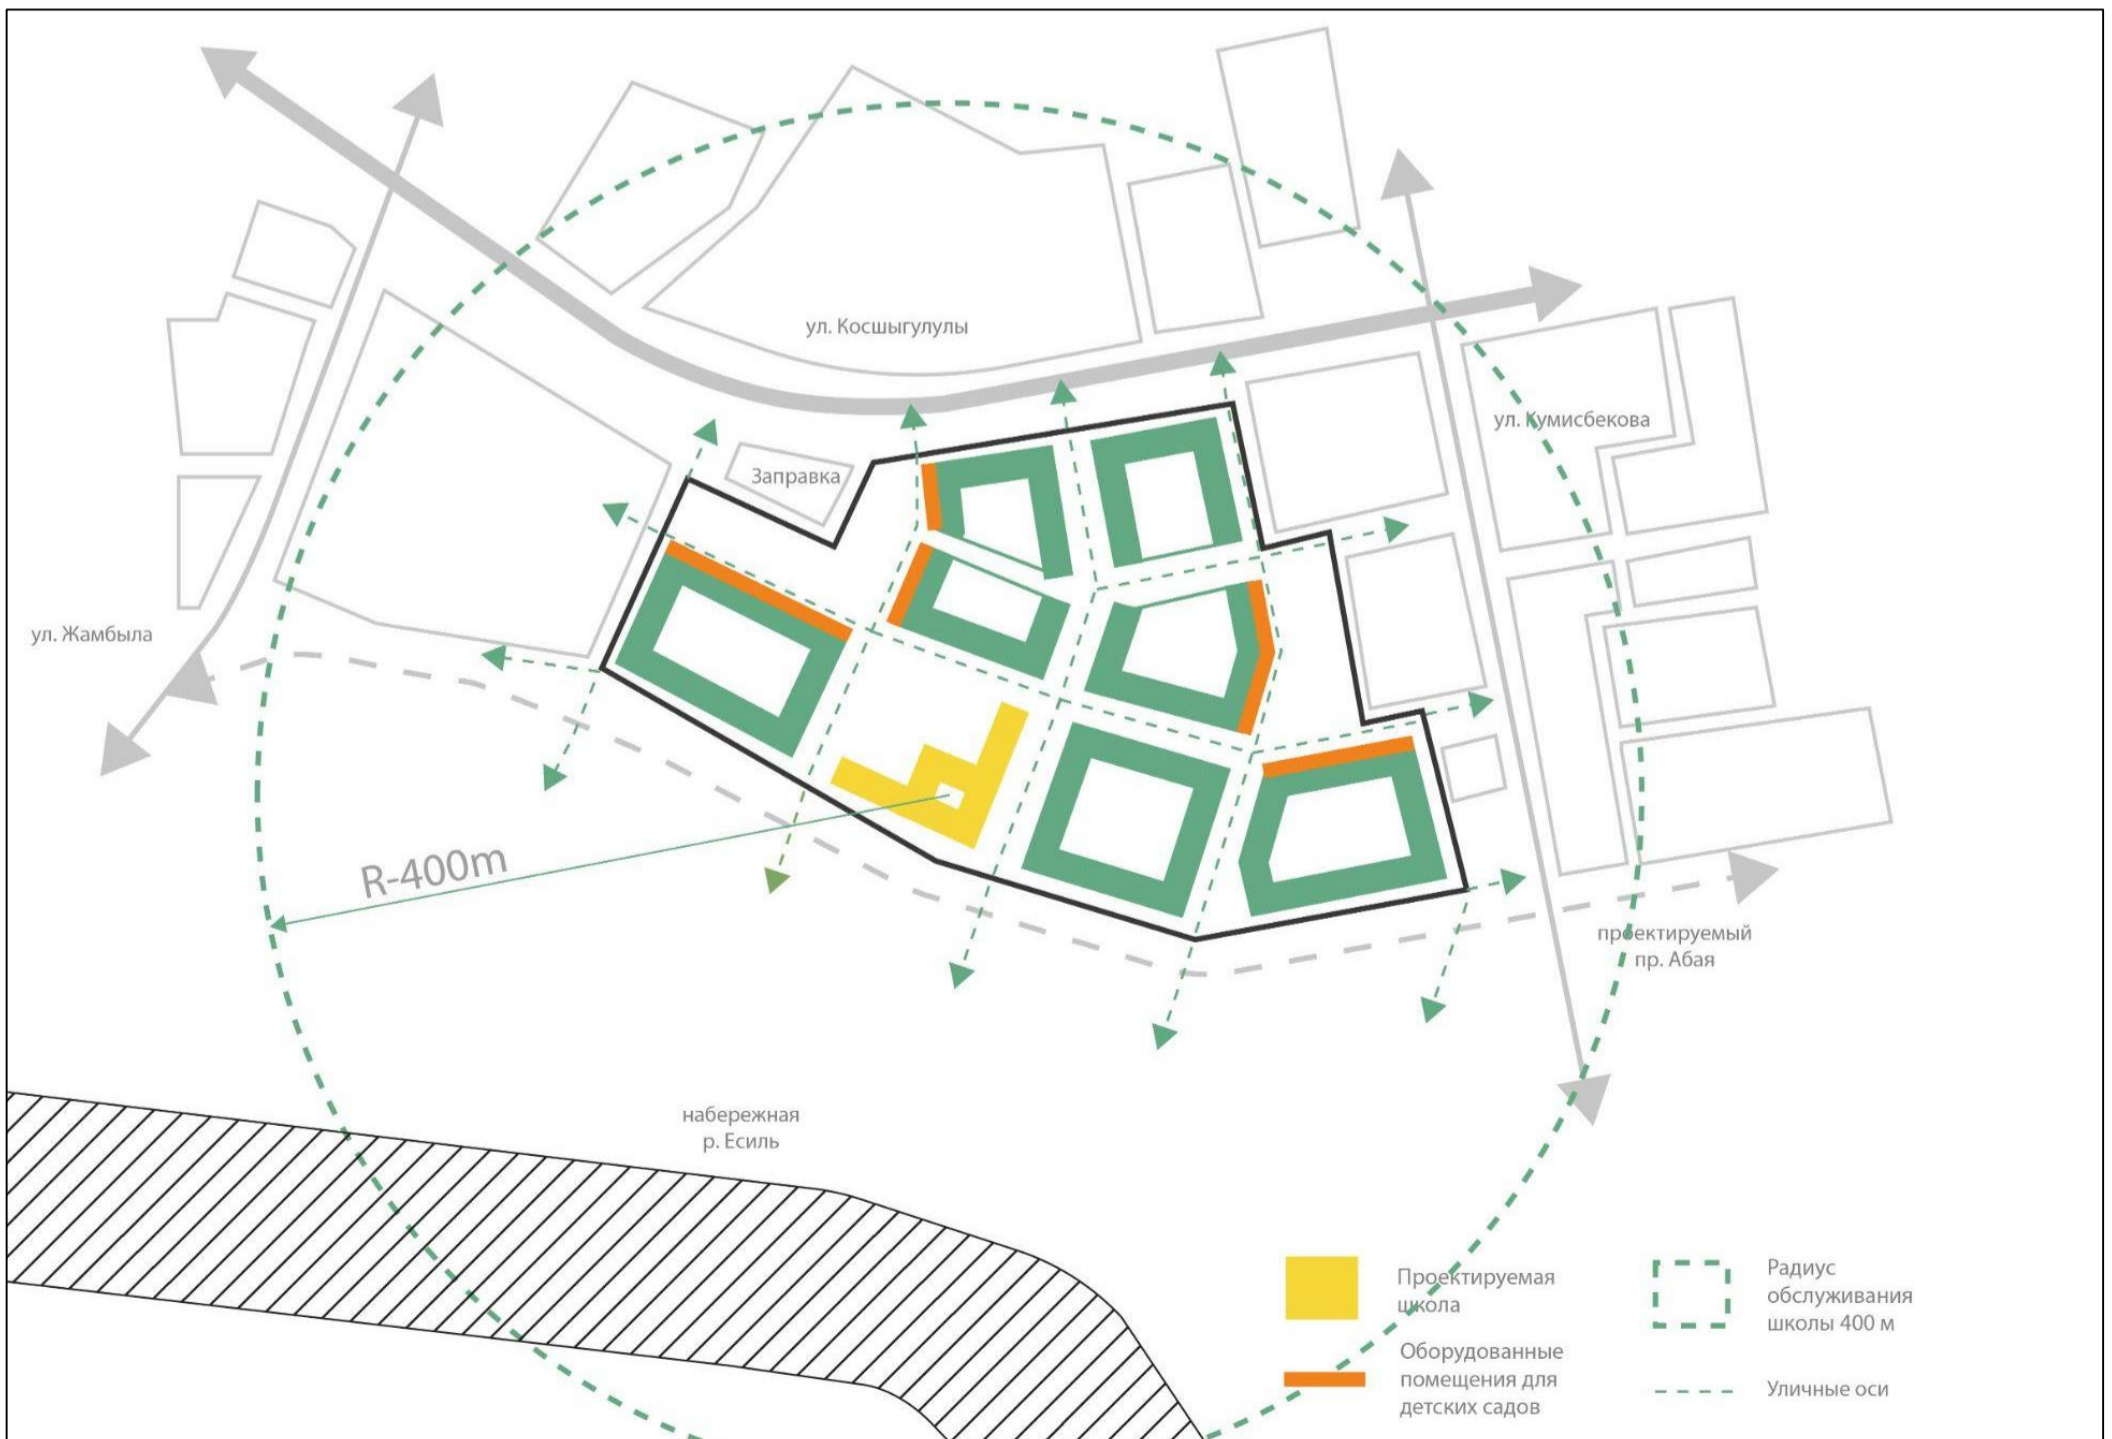 ул. Косшыгулулы
ул. Кумисбекова
Заправка
ул. Жамбыла
R-400m
проектируемый
пр. Абая
набережная
р. Есиль
Проектируемая
школа
Оборудованные
помещения для
детских садов
Радиус
обслуживания
школы 400 м
Уличные оси